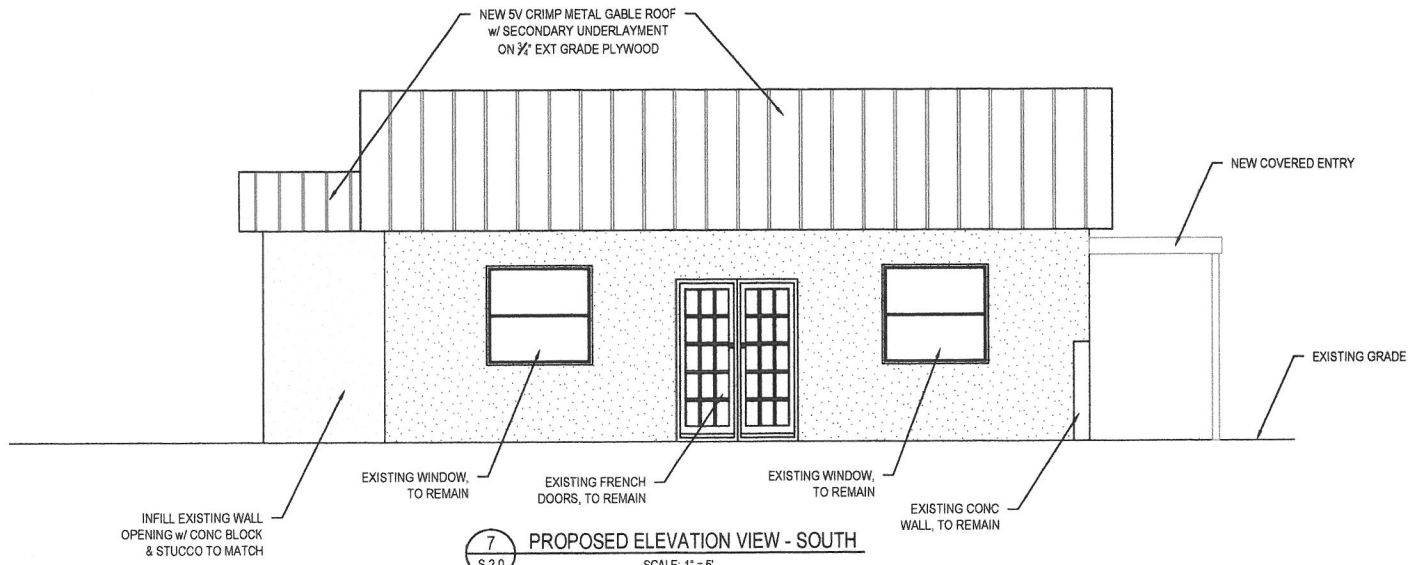 NEW 5V CRIMP METAL GABLE ROOF
w/ SECONDARY UNDERLAYMENT
ON ¾" EXT GRADE PLYWOOD
NEW COVERED ENTRY
EXISTING GRADE
EXISTING WINDOW,
TO REMAIN
EXISTING FRENCH
DOORS, TO REMAIN
EXISTING WINDOW,
TO REMAIN
EXISTING CONC
WALL, TO REMAIN
INFILL EXISTING WALL
OPENING w/ CONC BLOCK
& STUCCO TO MATCH
7
S 2.0
PROPOSED ELEVATION VIEW - SOUTH
SCALE: 1" = 5'